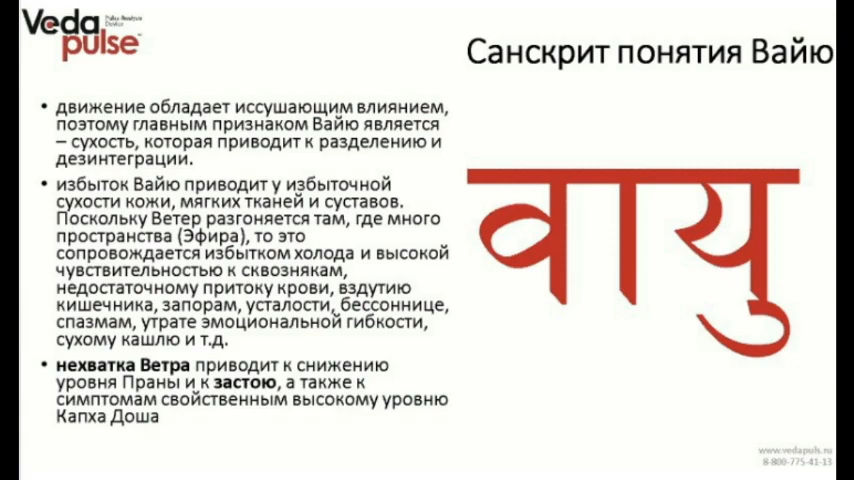 Veda
Pulse Analysis
Device
pulse
Санскрит понятия Вайю
• движение обладает иссушающим влиянием,
поэтому главным признаком Вайю является
– сухость, которая приводит к разделению и
дезинтеграции.
• избыток Вайю приводит у избыточной
сухости кожи, мягких тканей и суставов.
Поскольку Ветер разгоняется там, где много
пространства (Эфира), то это
сопровождается избытком холода и высокой
чувствительностью к сквознякам,
недостаточному притоку крови, вздутию
кишечника, запорам, усталости, бессоннице,
спазмам, утрате эмоциональной гибкости,
сухому кашлю и т.д.
• нехватка Ветра приводит к снижению
уровня Праны и к застою, а также к
симптомам свойственным высокому уровню
Капха Доша
वायु
www.vedapuls.ru
8-800-775-41-13